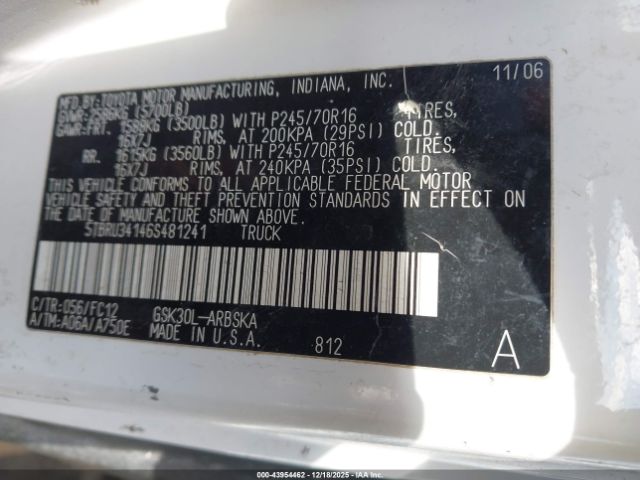 MFD.BY:TOYOTA MOTOR MANUFACTURING, INDIANA, INC. 11/06
GVWR:2586KG (5700LB)
GAWR:FRT. 1588KG (3500LB) WITH P245/70R16 TIRES,
16X7J RIMS, AT 200KPA (29PSI) COLD.
RR. 1615KG (3560LB) WITH P245/70R16 TIRES,
16X7J RIMS, AT 240KPA (35PSI) COLD.
THIS VEHICLE CONFORMS TO ALL APPLICABLE FEDERAL MOTOR
VEHICLE SAFETY AND THEFT PREVENTION STANDARDS IN EFFECT ON
THE DATE OF MANUFACTURE SHOWN ABOVE.
5TBRU34146S481241 TRUCK
C/TR:056/FC12 GSK30L-ARBSKA
A/TM:A06A/A750E MADE IN U.S.A. 812 A
000-43954462 - 12/18/2025 - IAAHQ - 0002